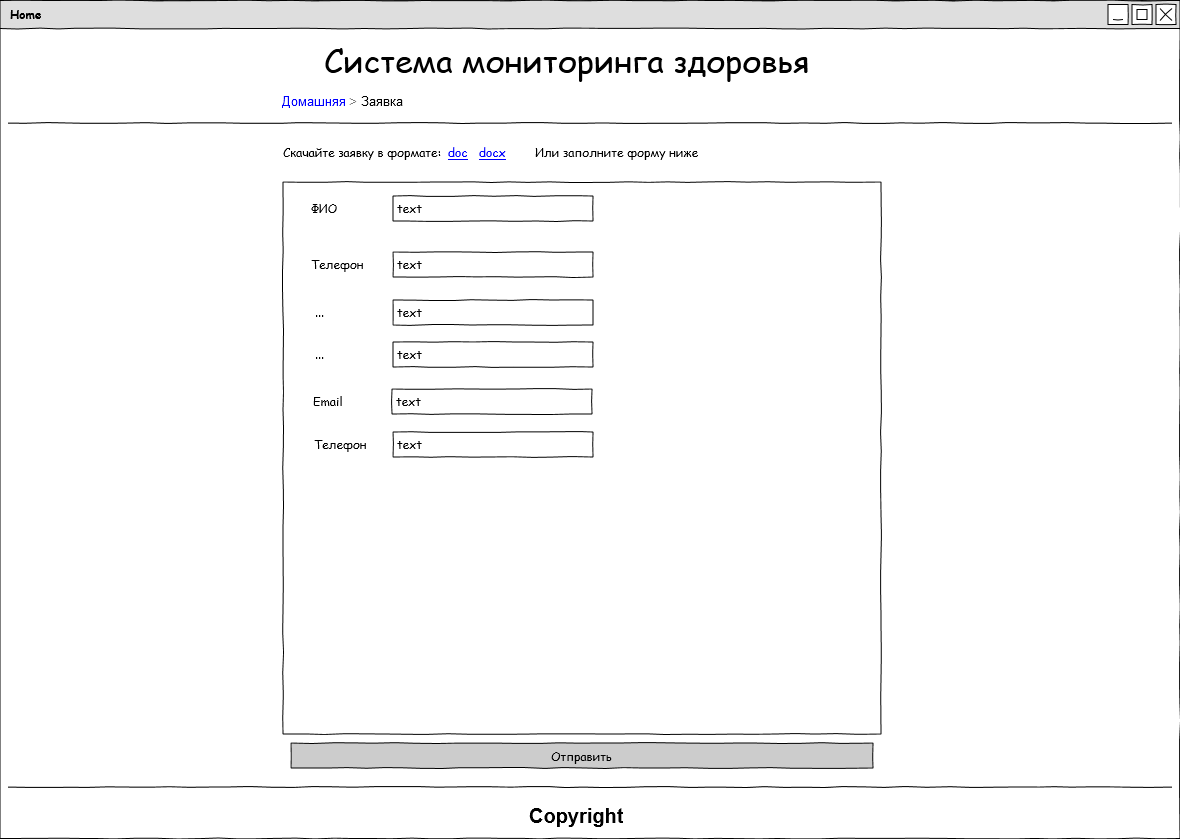 Home
Система мониторинга здоровья
Домашняя > Заявка
Скачайте заявку в формате: doc docx Или заполните форму ниже
ФИО text
Телефон text
... text
... text
Email text
Телефон text
Отправить
Copyright